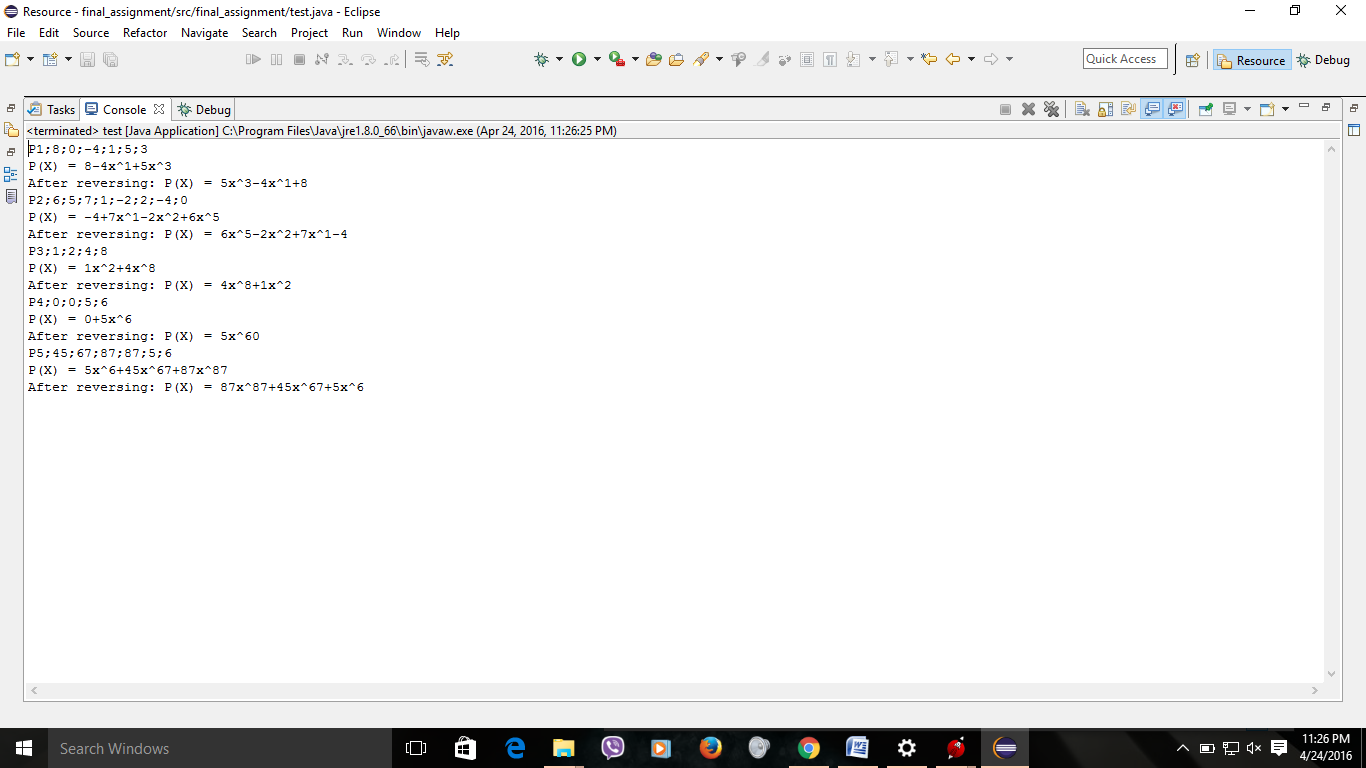 Resource - final_assignment/src/final_assignment/test.java - Eclipse
File Edit Source Refactor Navigate Search Project Run Window Help
Quick Access
Resource
Debug
Tasks Console Debug
<terminated> test [Java Application] C:\Program Files\Java\jre1.8.0_66\bin\javaw.exe (Apr 24, 2016, 11:26:25 PM)
P1;8;0;-4;1;5;3
P(X) = 8-4x^1+5x^3
After reversing: P(X) = 5x^3-4x^1+8
P2;6;5;7;1;-2;2;-4;0
P(X) = -4+7x^1-2x^2+6x^5
After reversing: P(X) = 6x^5-2x^2+7x^1-4
P3;1;2;4;8
P(X) = 1x^2+4x^8
After reversing: P(X) = 4x^8+1x^2
P4;0;0;5;6
P(X) = 0+5x^6
After reversing: P(X) = 5x^60
P5;45;67;87;87;5;6
P(X) = 5x^6+45x^67+87x^87
After reversing: P(X) = 87x^87+45x^67+5x^6
Search Windows
11:26 PM
4/24/2016